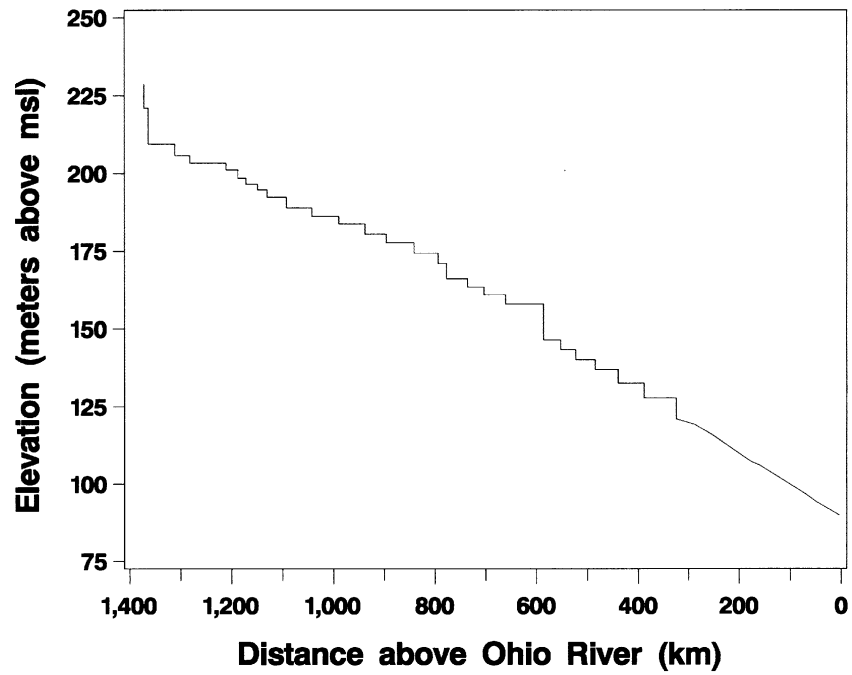 Elevation (meters above msl)
250
225
200
175
150
125
100
75
1,400 1,200 1,000 800 600 400 200 0
Distance above Ohio River (km)